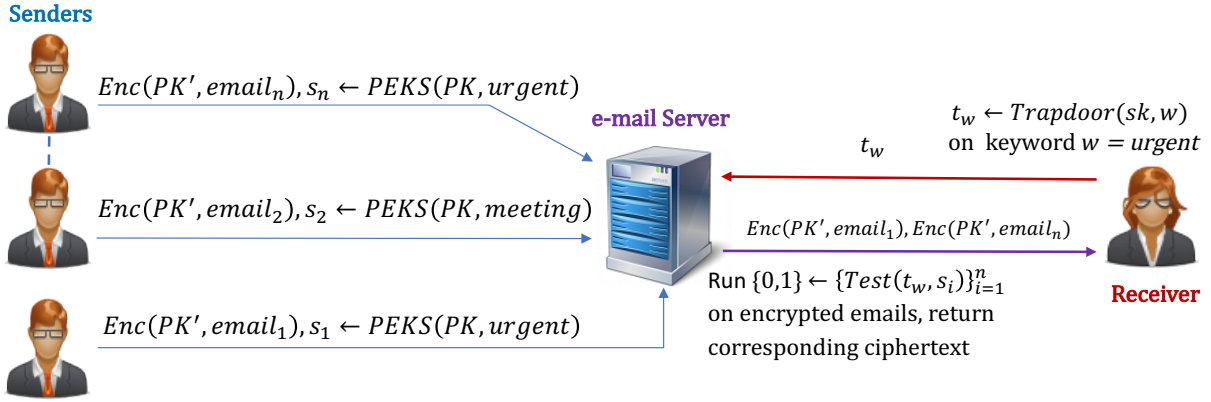 Senders
Enc(PK′, email_n), s_n ← PEKS(PK, urgent)
e-mail Server
t_w ← Trapdoor(sk, w)
on keyword w = urgent
t_w
Enc(PK′, email_2), s_2 ← PEKS(PK, meeting)
Enc(PK′, email_1), Enc(PK′, email_n)
Run {0,1} ← {Test(t_w, s_i)}_{i=1}^n
on encrypted emails, return
corresponding ciphertext
Receiver
Enc(PK′, email_1), s_1 ← PEKS(PK, urgent)